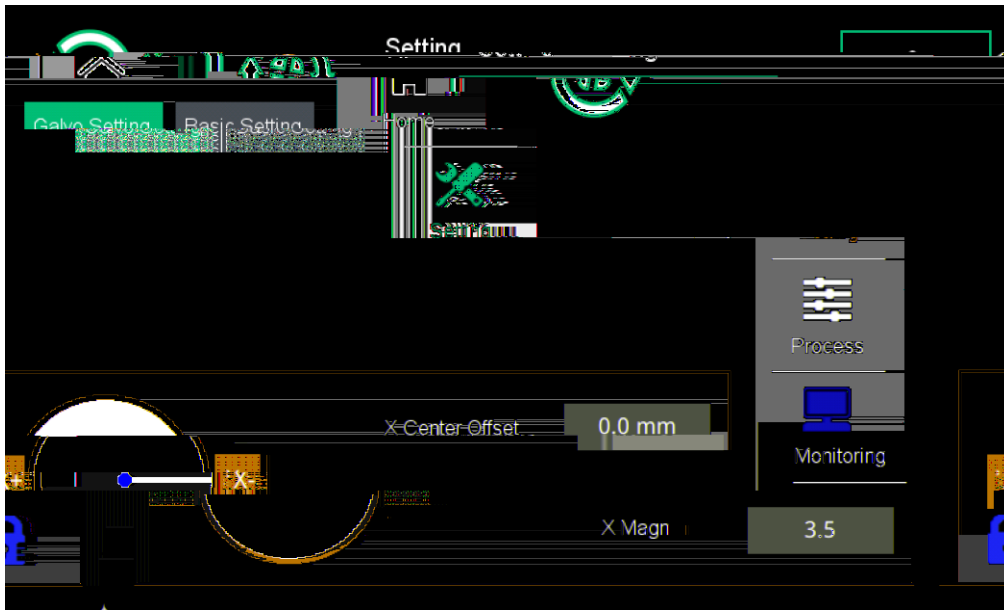 Setting
Galvo Setting
Basic Setting
Home
Process
X Center Offset
0.0 mm
Monitoring
X+
X-
X Magn
3.5